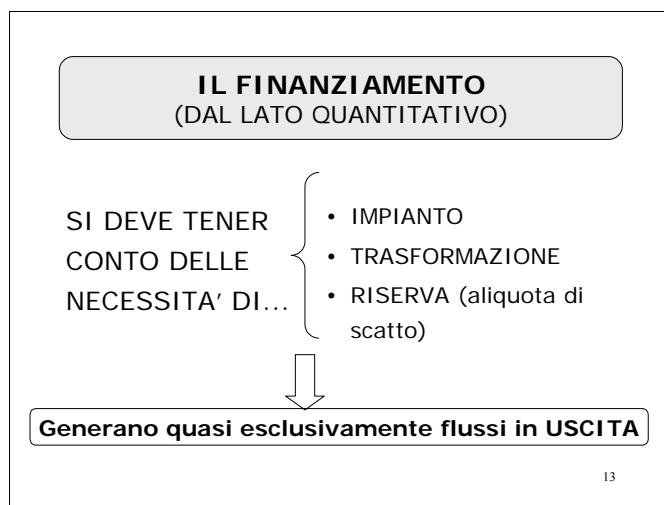 IL FINANZIAMENTO
(DAL LATO QUANTITATIVO)
SI DEVE TENER
CONTO DELLE
NECESSITA’ DI…
• IMPIANTO
• TRASFORMAZIONE
• RISERVA (aliquota di
scatto)
Generano quasi esclusivamente flussi in USCITA
13